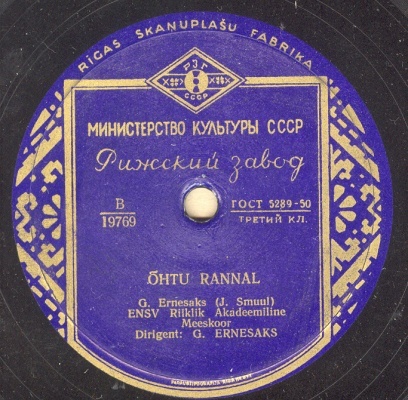 RĪGAS SKAŅUPLAŠU FABRIKA
РЗГ
СССР
МИНИСТЕРСТВО КУЛЬТУРЫ СССР
Рижский завод
В
19769
ГОСТ 5289-50
ТРЕТИЙ КЛ.
ÕHTU RANNAL
G. Ernesaks (J. Smuul)
ENSV Riiklik Akadeemiline
Meeskoor
Dirigent: G. ERNESAKS